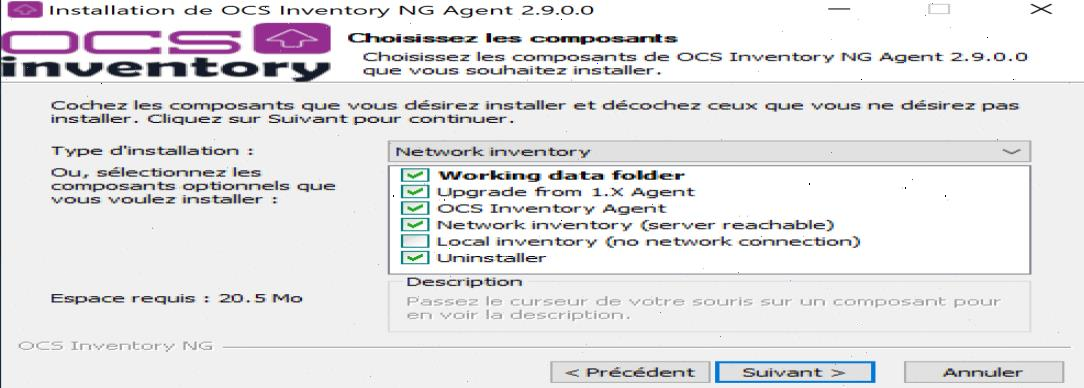 Installation de OCS Inventory NG Agent 2.9.0.0
OCS
inventory
Choisissez les composants
Choisissez les composants de OCS Inventory NG Agent 2.9.0.0
que vous souhaitez installer.
Cochez les composants que vous désirez installer et décochez ceux que vous ne désirez pas
installer. Cliquez sur Suivant pour continuer.
Type d'installation :
Network inventory
Ou, sélectionnez les
composants optionnels que
vous voulez installer :
Working data folder
Upgrade from 1.X Agent
OCS Inventory Agent
Network inventory (server reachable)
Local inventory (no network connection)
Uninstaller
Espace requis : 20.5 Mo
Description
Passez le curseur de votre souris sur un composant pour
en voir la description.
OCS Inventory NG
< Précédent
Suivant >
Annuler